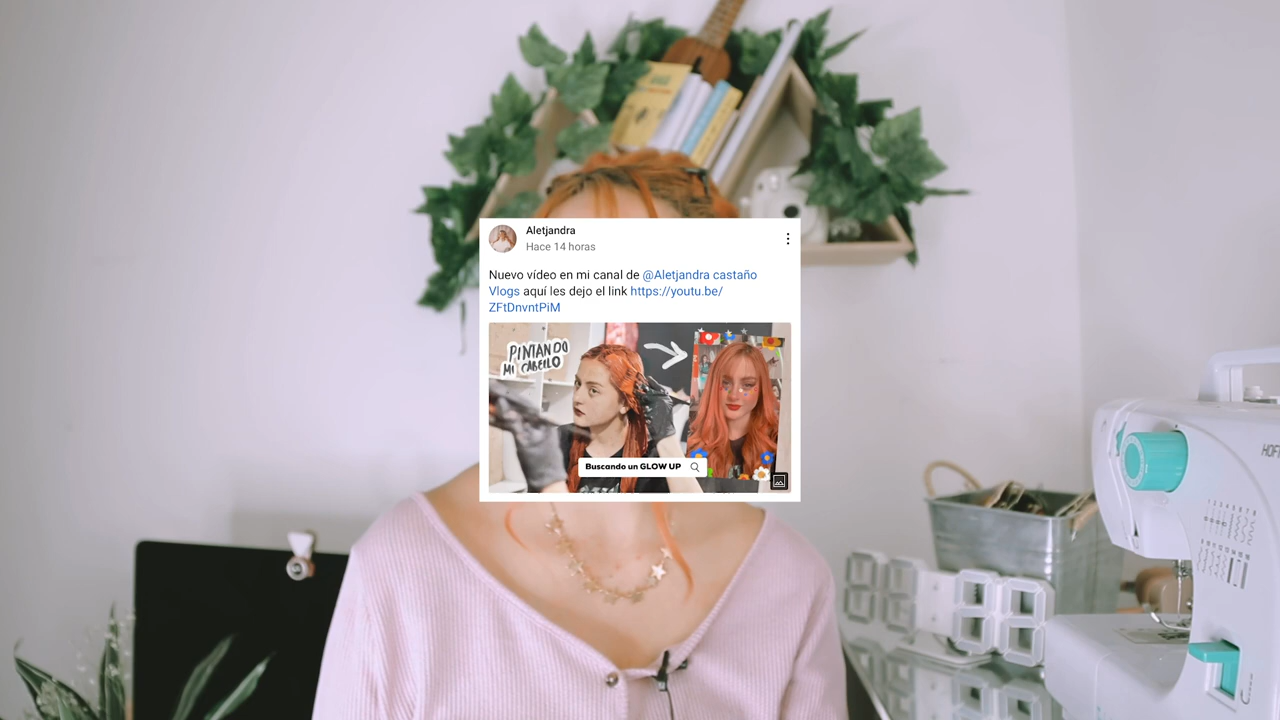 Aletjandra
Hace 14 horas
Nuevo vídeo en mi canal de @Aletjandra castaño
Vlogs aquí les dejo el link https://youtu.be/
ZFtDnvntPiM
PINTANDO
MI CABELLO
Buscando un GLOW UP